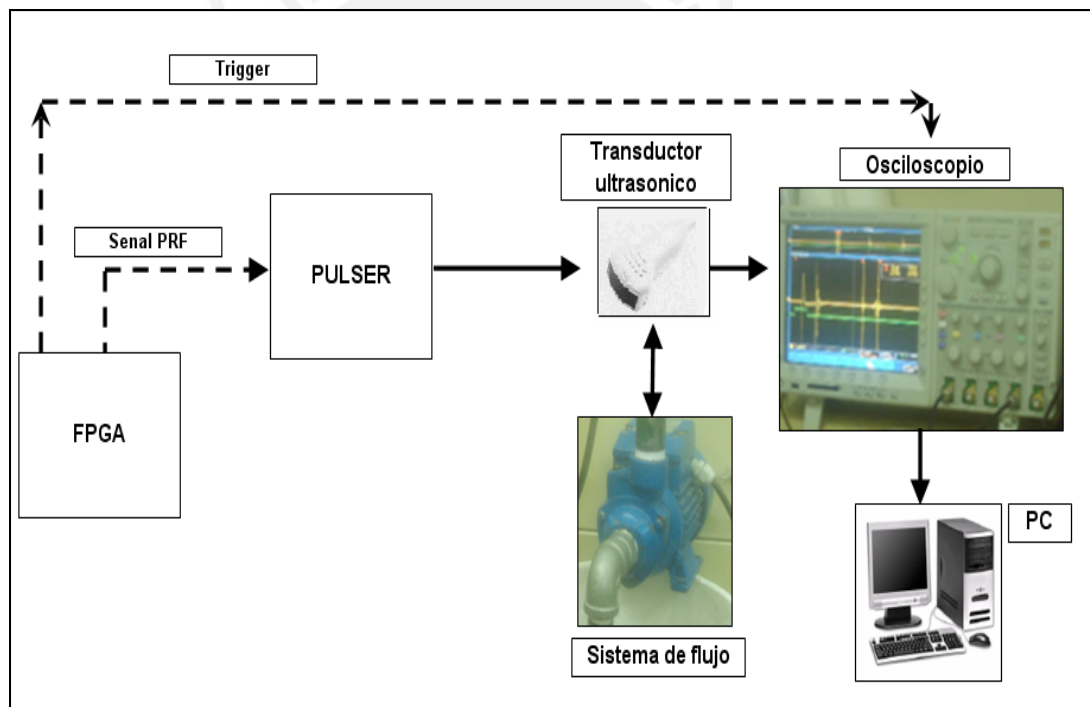 Trigger
Transductor
ultrasonico
Osciloscopio
Senal PRF
PULSER
FPGA
PC
Sistema de flujo